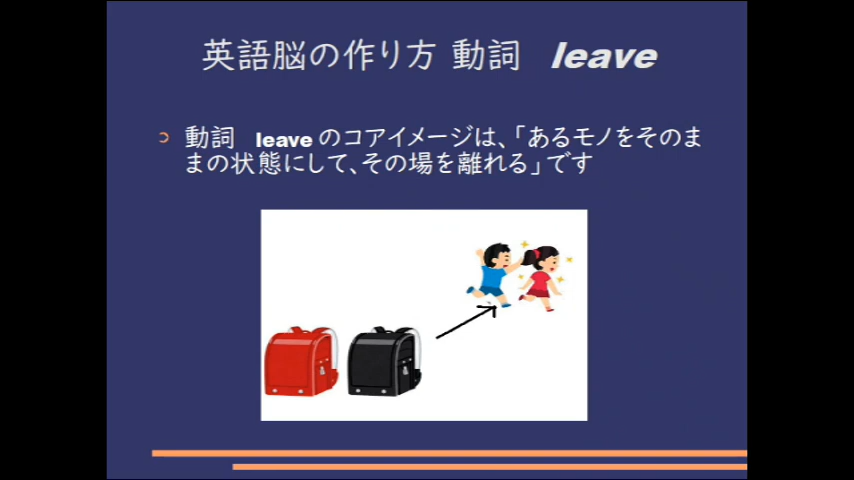 英語脳の作り方 動詞　leave
動詞　leave のコアイメージは、「あるモノをそのま
まの状態にして、その場を離れる」です